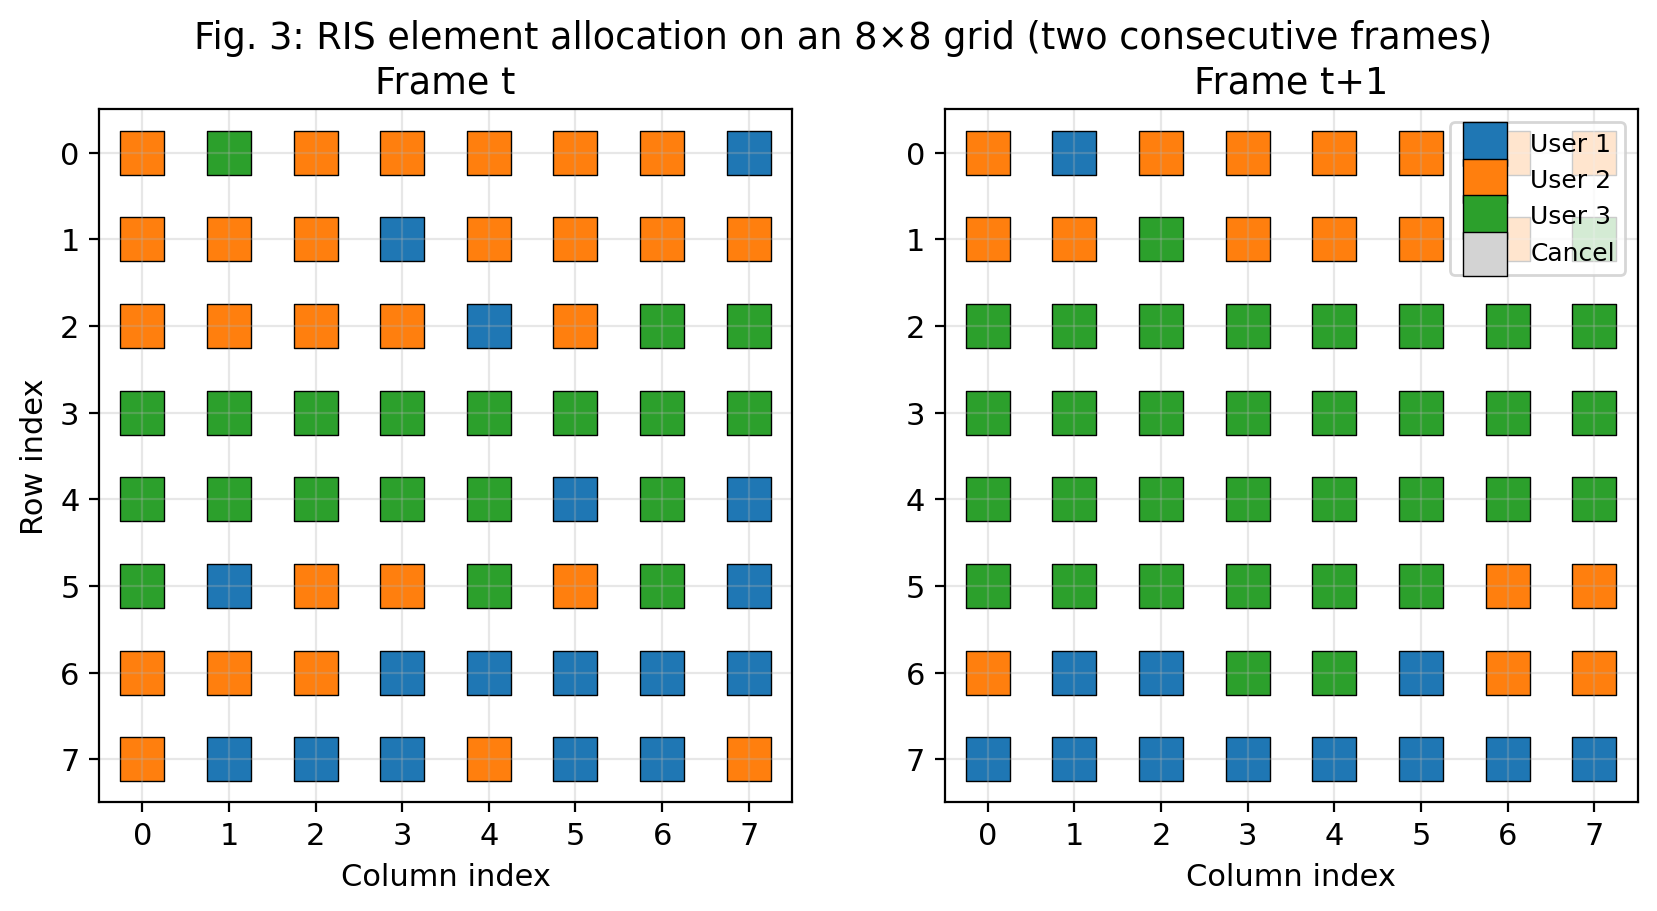 Fig. 3: RIS element allocation on an 8×8 grid (two consecutive frames)
Frame t
Row index
0
1
2
3
4
5
6
7
0 1 2 3 4 5 6 7
Column index
Frame t+1
User 1
User 2
User 3
Cancel
0
1
2
3
4
5
6
7
0 1 2 3 4 5 6 7
Column index